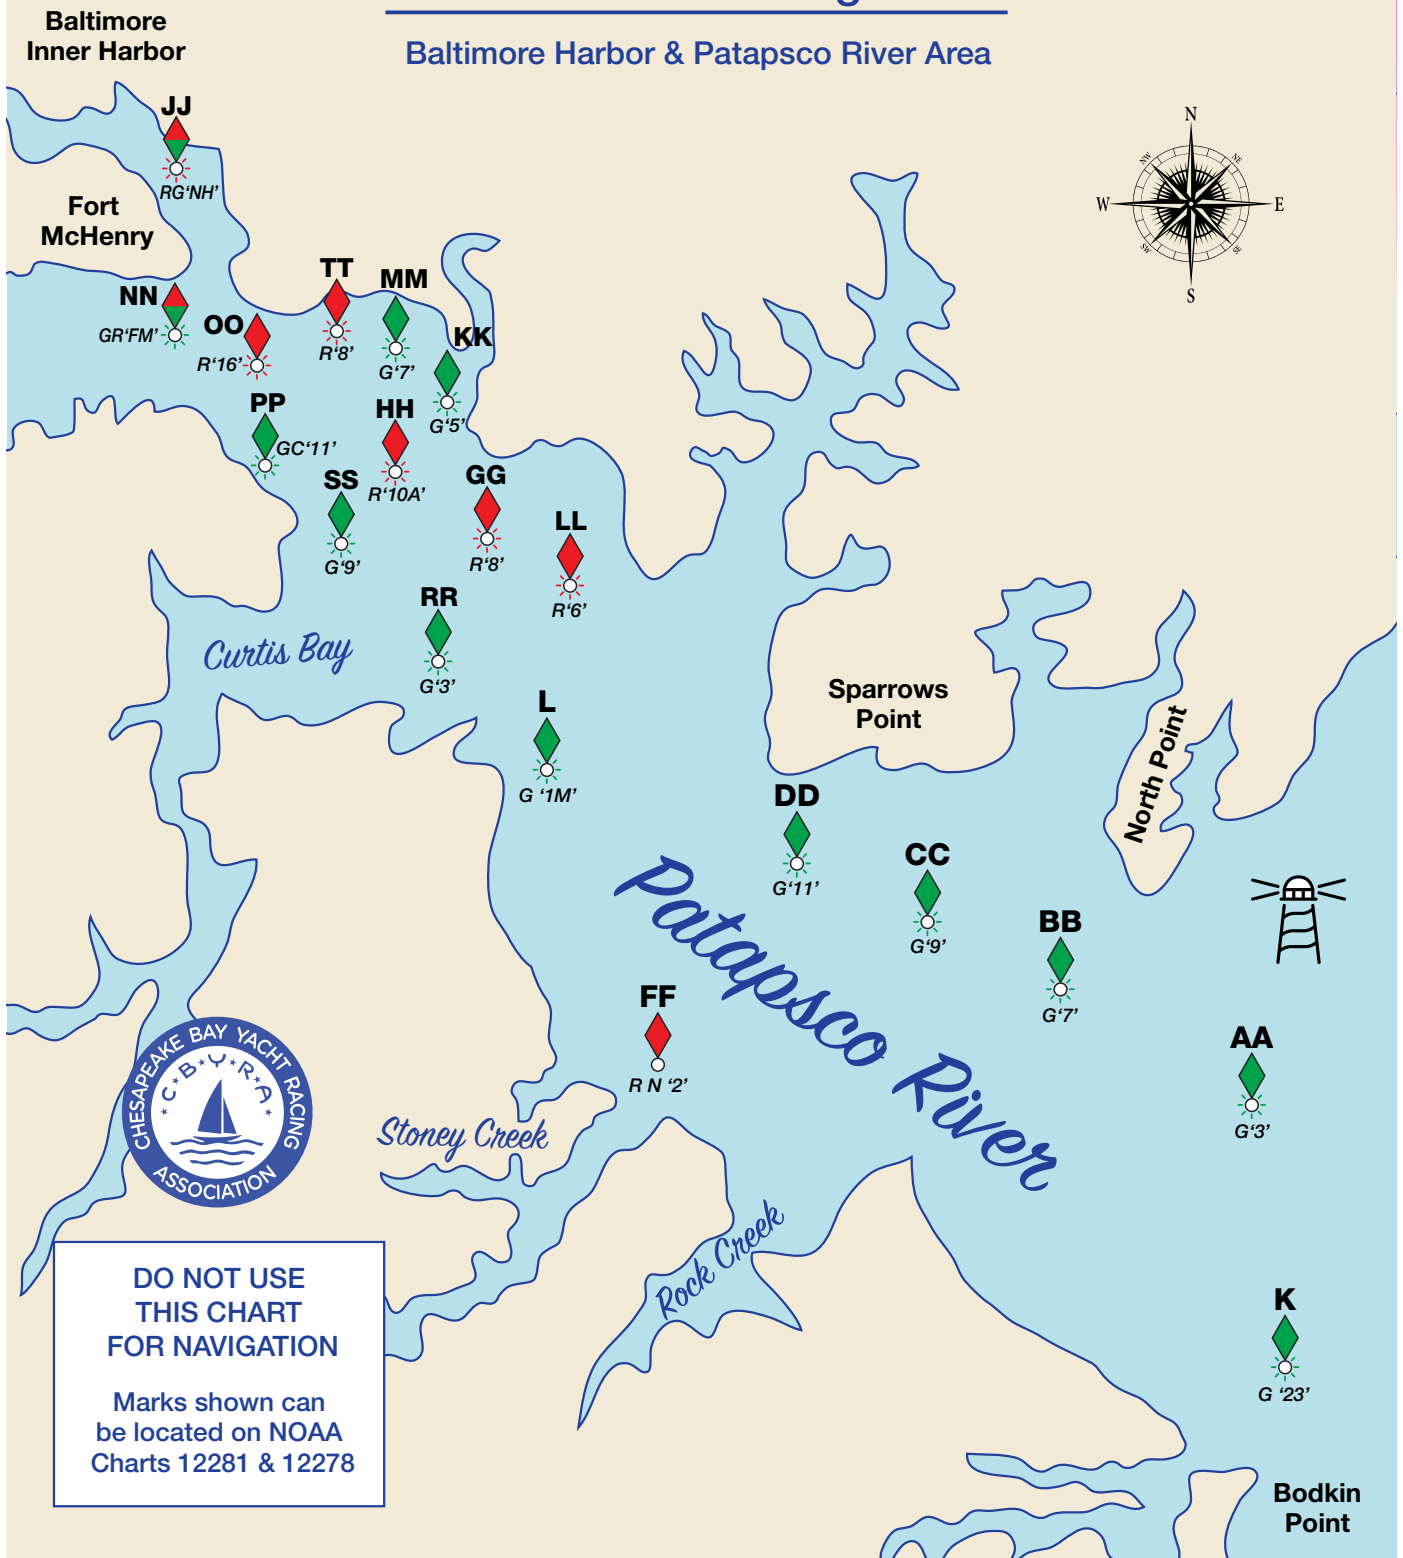 Baltimore
Inner Harbor
Baltimore Harbor & Patapsco River Area
JJ
RG‘NH’
N
NW
NE
W
E
SW
SE
S
Fort
McHenry
NN
GR‘FM’
OO
R‘16’
TT
R‘8’
MM
G‘7’
KK
G‘5’
PP
GC‘11’
HH
R‘10A’
SS
G‘9’
GG
R‘8’
LL
R‘6’
RR
G‘3’
Curtis Bay
L
G ‘1M’
Sparrows
Point
North Point
DD
G‘11’
CC
G‘9’
BB
G‘7’
Patapsco River
FF
R N ‘2’
AA
G‘3’
CHESAPEAKE BAY YACHT RACING
C★B★Y★R★A
ASSOCIATION
Stoney Creek
Rock Creek
K
G ‘23’
DO NOT USE
THIS CHART
FOR NAVIGATION
Marks shown can
be located on NOAA
Charts 12281 & 12278
Bodkin
Point